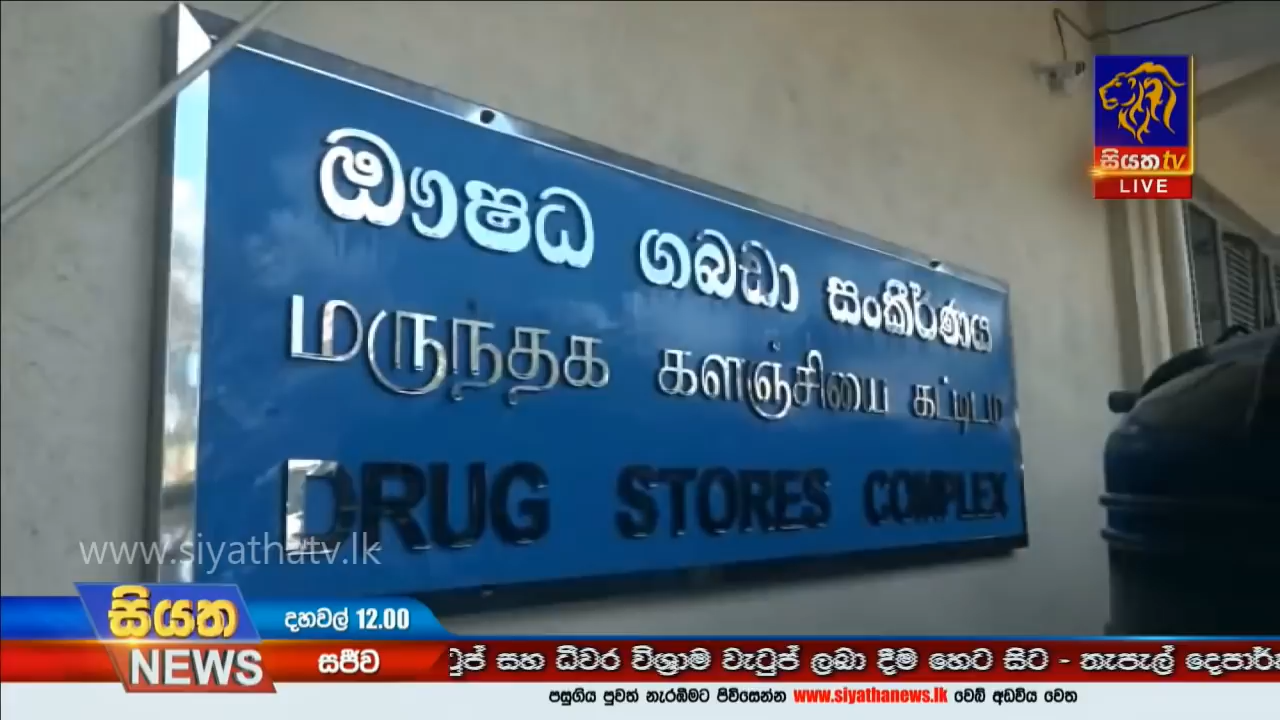 සියත tv
LIVE
ඖෂධ ගබඩා සංකීර්ණය
மருந்தக களஞ்சியை கட்டிடம்
DRUG STORES COMPLEX
www.siyathatv.lk
සියත
NEWS
දහවල් 12.00
සජීව
ටුප් සහ ධීවර විශ්‍රාම වැටුප් ලබා දීම හෙට සිට - තැපැල් දෙපාර්
පසුගිය පුවත් නැරඹීමට පිවිසෙන්න www.siyathanews.lk වෙබ් අඩවිය වෙත